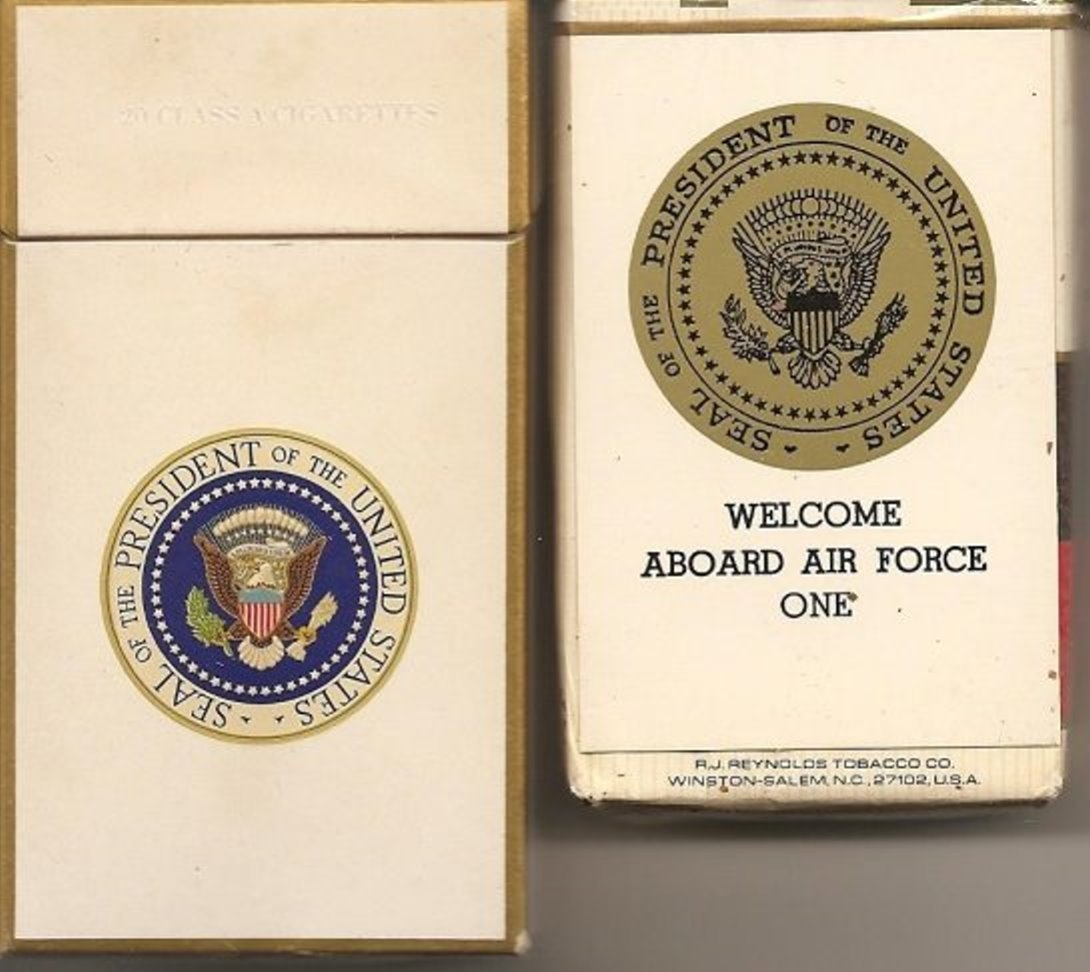 20 CLASS A CIGARETTES
SEAL OF THE PRESIDENT OF THE UNITED STATES
SEAL OF THE PRESIDENT OF THE UNITED STATES
WELCOME
ABOARD AIR FORCE
ONE
R.J. REYNOLDS TOBACCO CO.
WINSTON-SALEM, N.C., 27102, U.S.A.